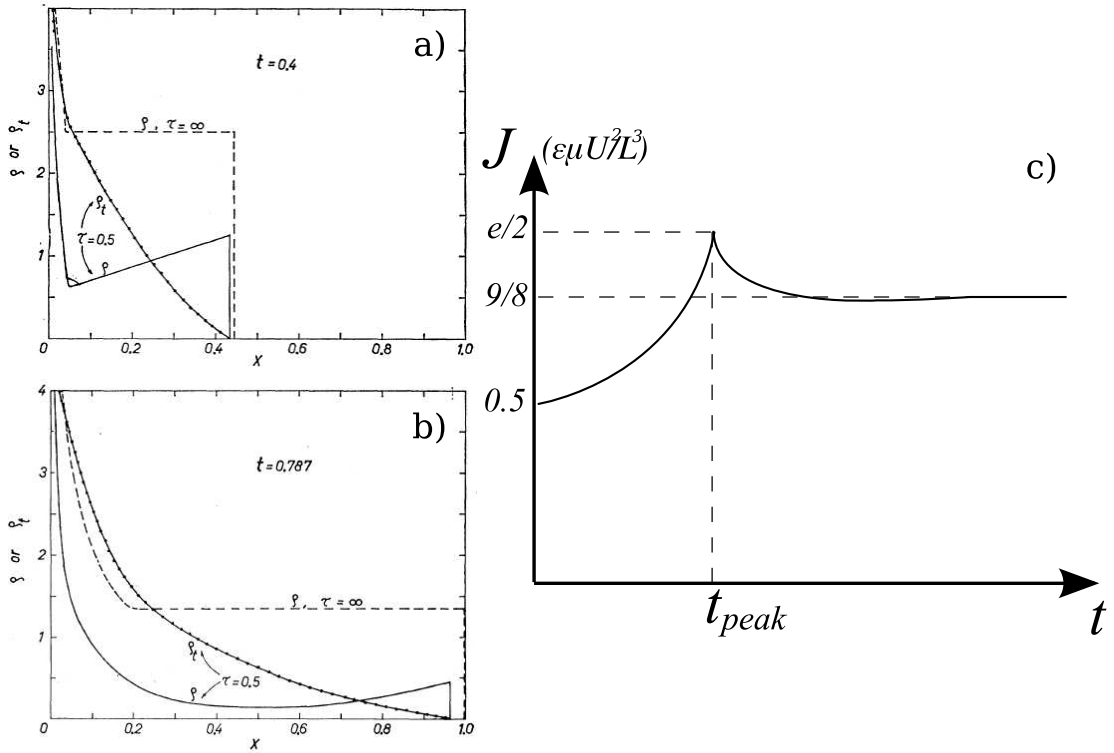 a)
t=0.4
3
2
1
ρ or ρt
ρ, τ=∞
ρt
τ=0.5
ρ
0 0.2 0.4 0.6 0.8 1.0
X
b)
t=0.787
4
3
2
1
ρ or ρt
ρ, τ=∞
ρt
τ=0.5
ρ
0 0.2 0.4 0.6 0.8 1.0
X
c)
J (εμU²/L³)
e/2
9/8
0.5
tpeak
t